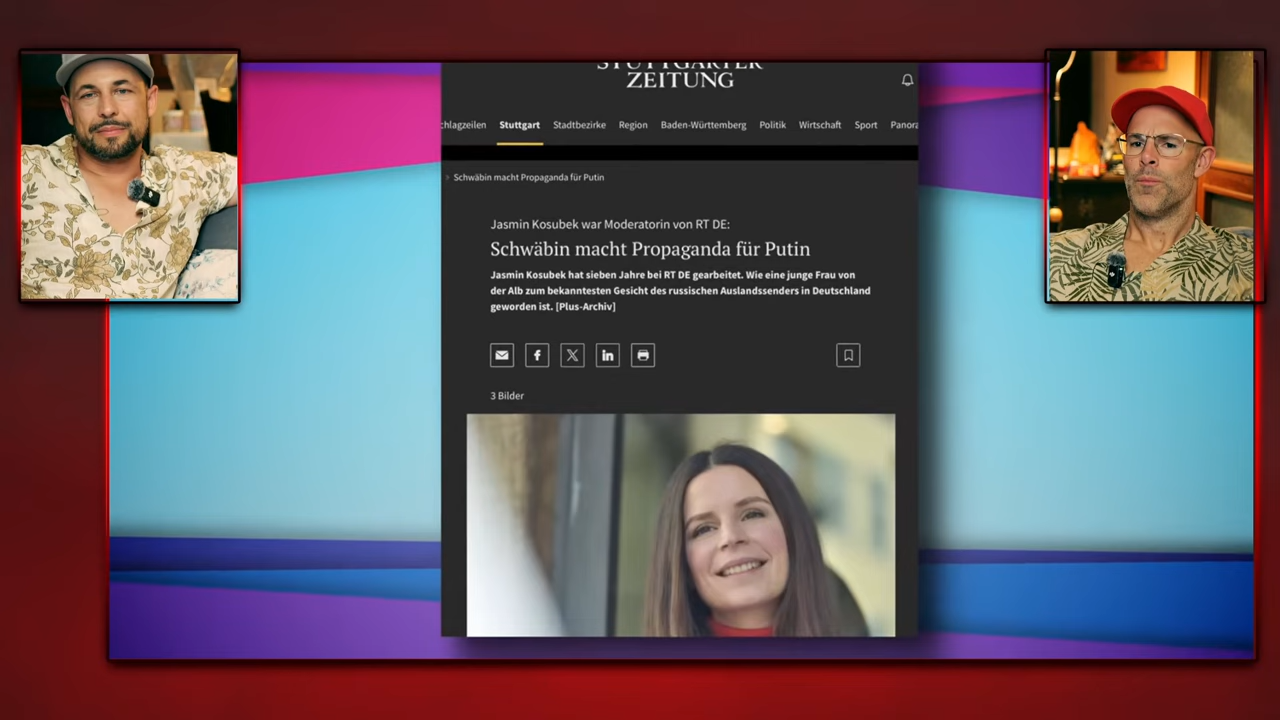 STUTTGARTER
ZEITUNG
chlagzeilen Stuttgart Stadtbezirke Region Baden-Württemberg Politik Wirtschaft Sport Panora
Schwäbin macht Propaganda für Putin
Jasmin Kosubek war Moderatorin von RT DE:
Schwäbin macht Propaganda für Putin
Jasmin Kosubek hat sieben Jahre bei RT DE gearbeitet. Wie eine junge Frau von
der Alb zum bekanntesten Gesicht des russischen Auslandssenders in Deutschland
geworden ist. [Plus-Archiv]
3 Bilder